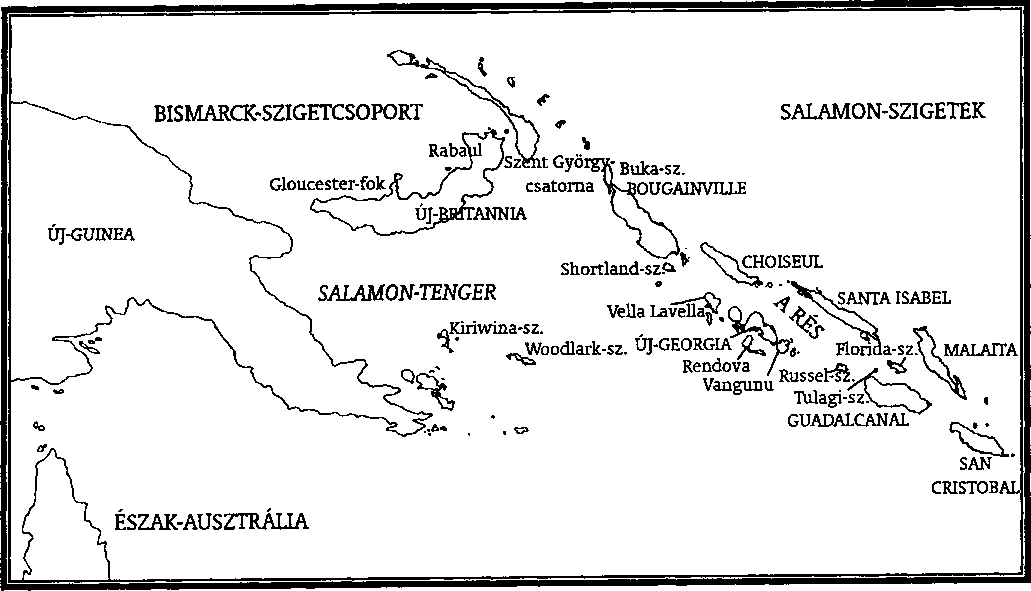 BISMARCK-SZIGETCSOPORT
SALAMON-SZIGETEK
Rabaul
Szent György-
csatorna
Buka-sz.
BOUGAINVILLE
Gloucester-fok
ÚJ-BRITANNIA
ÚJ-GUINEA
Shortland-sz.
CHOISEUL
SALAMON-TENGER
SANTA ISABEL
A RÉS
Vella Lavella
Kiriwina-sz.
Woodlark-sz.
ÚJ-GEORGIA
Florida-sz.
MALAITA
Rendova
Vangunu
Russel-sz.
Tulagi-sz.
GUADALCANAL
SAN
CRISTOBAL
ÉSZAK-AUSZTRÁLIA